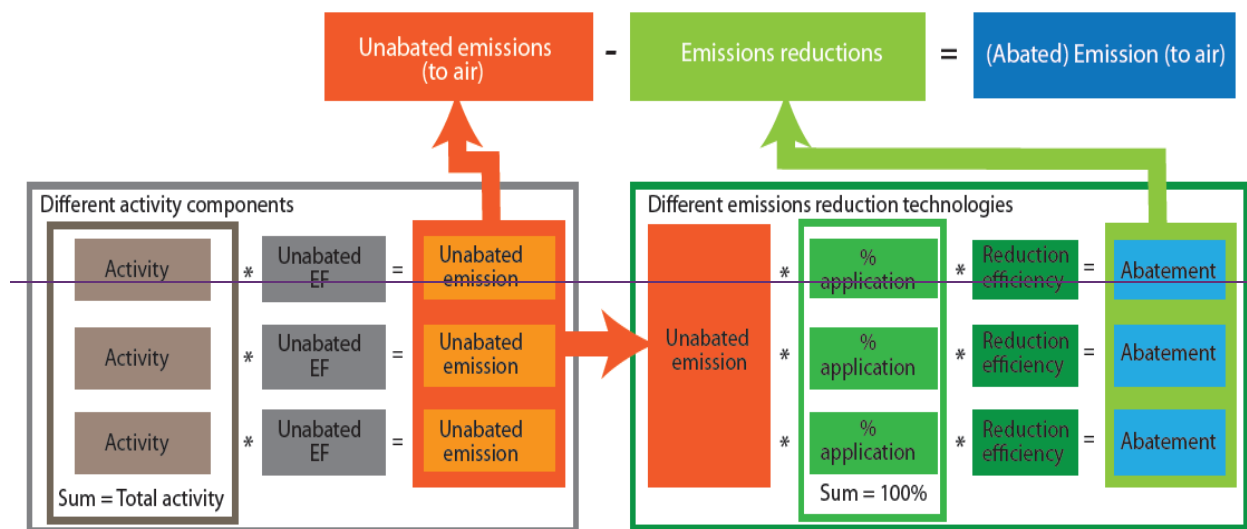 Unabated emissions
(to air)
-
Emissions reductions
=
(Abated) Emission (to air)
Different activity components
Activity
*
Unabated
EF
=
Unabated
emission
Activity
*
Unabated
EF
=
Unabated
emission
Activity
*
Unabated
EF
=
Unabated
emission
Sum = Total activity
Different emissions reduction technologies
Unabated
emission
*
%
application
*
Reduction
efficiency
=
Abatement
*
%
application
*
Reduction
efficiency
=
Abatement
*
%
application
*
Reduction
efficiency
=
Abatement
Sum = 100%